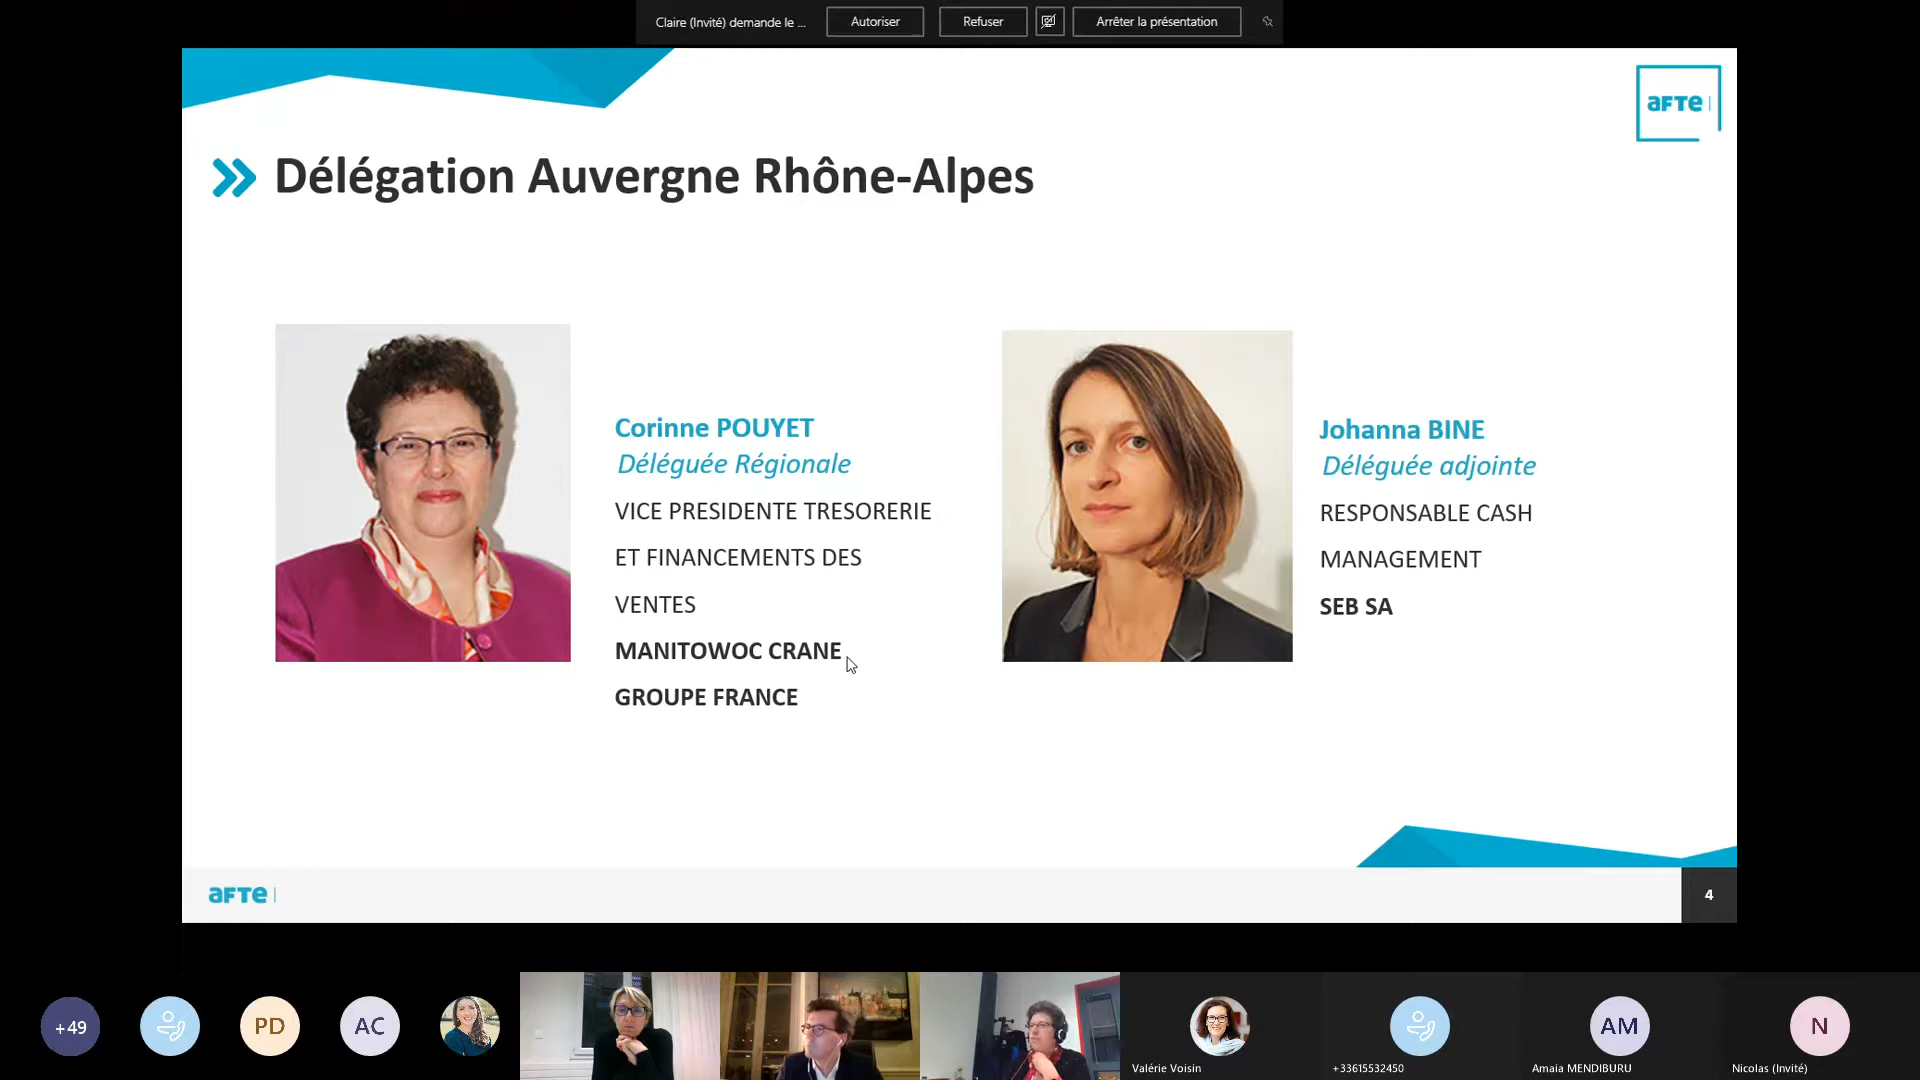 Claire (Invité) demande le ...
Autoriser
Refuser
Arrêter la présentation
aFTe
Délégation Auvergne Rhône-Alpes
Corinne POUYET
Déléguée Régionale
VICE PRESIDENTE TRESORERIE
ET FINANCEMENTS DES
VENTES
MANITOWOC CRANE
GROUPE FRANCE
Johanna BINE
Déléguée adjointe
RESPONSABLE CASH
MANAGEMENT
SEB SA
aFTe
4
+49
PD
AC
Valérie Voisin
+33615532450
AM
Amaia MENDIBURU
N
Nicolas (Invité)